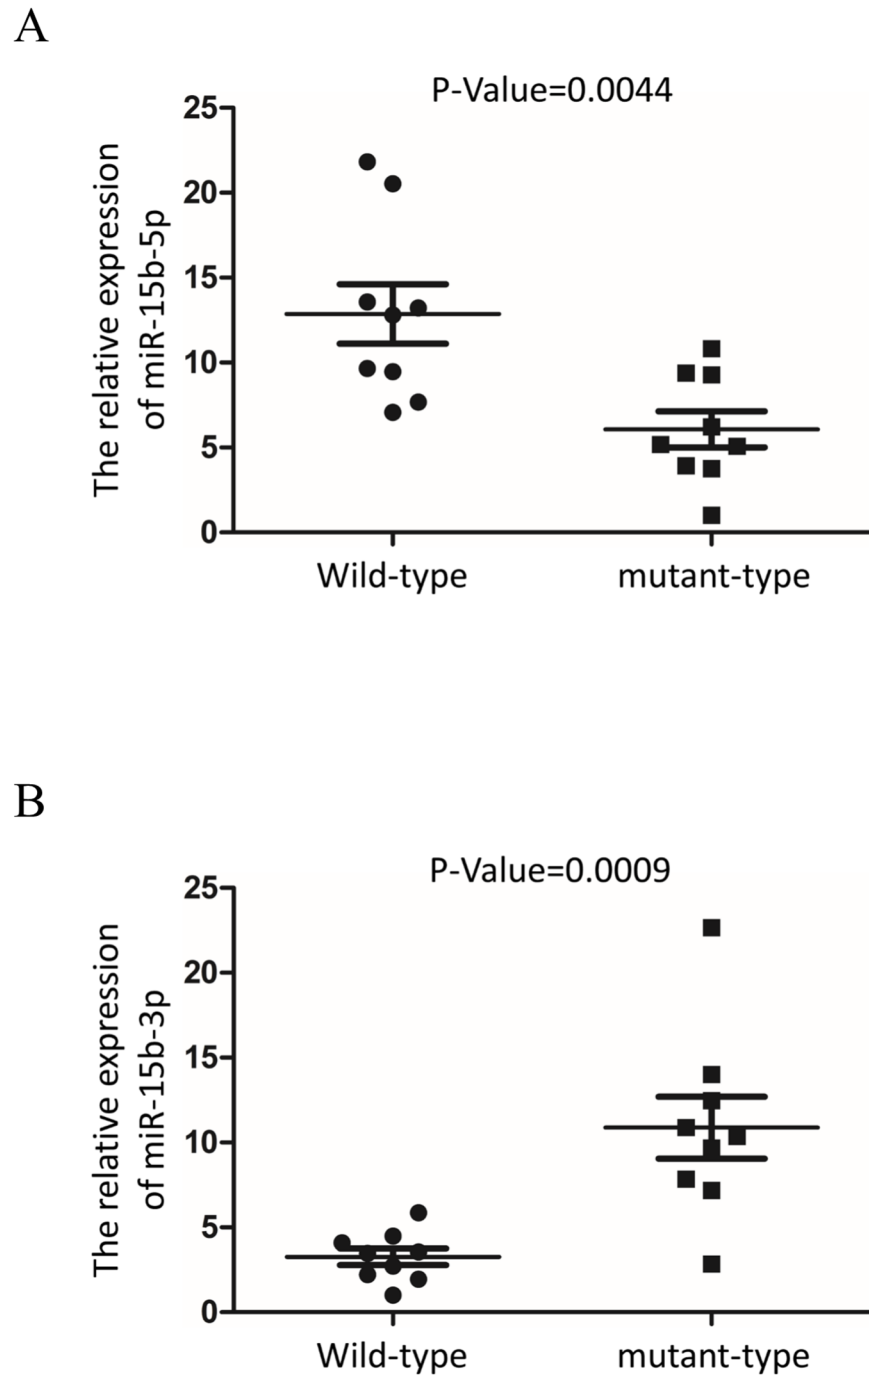 A
P-Value=0.0044
The relative expression
of miR-15b-5p
25
20
15
10
5
0
Wild-type
mutant-type
B
P-Value=0.0009
The relative expression
of miR-15b-3p
25
20
15
10
5
0
Wild-type
mutant-type